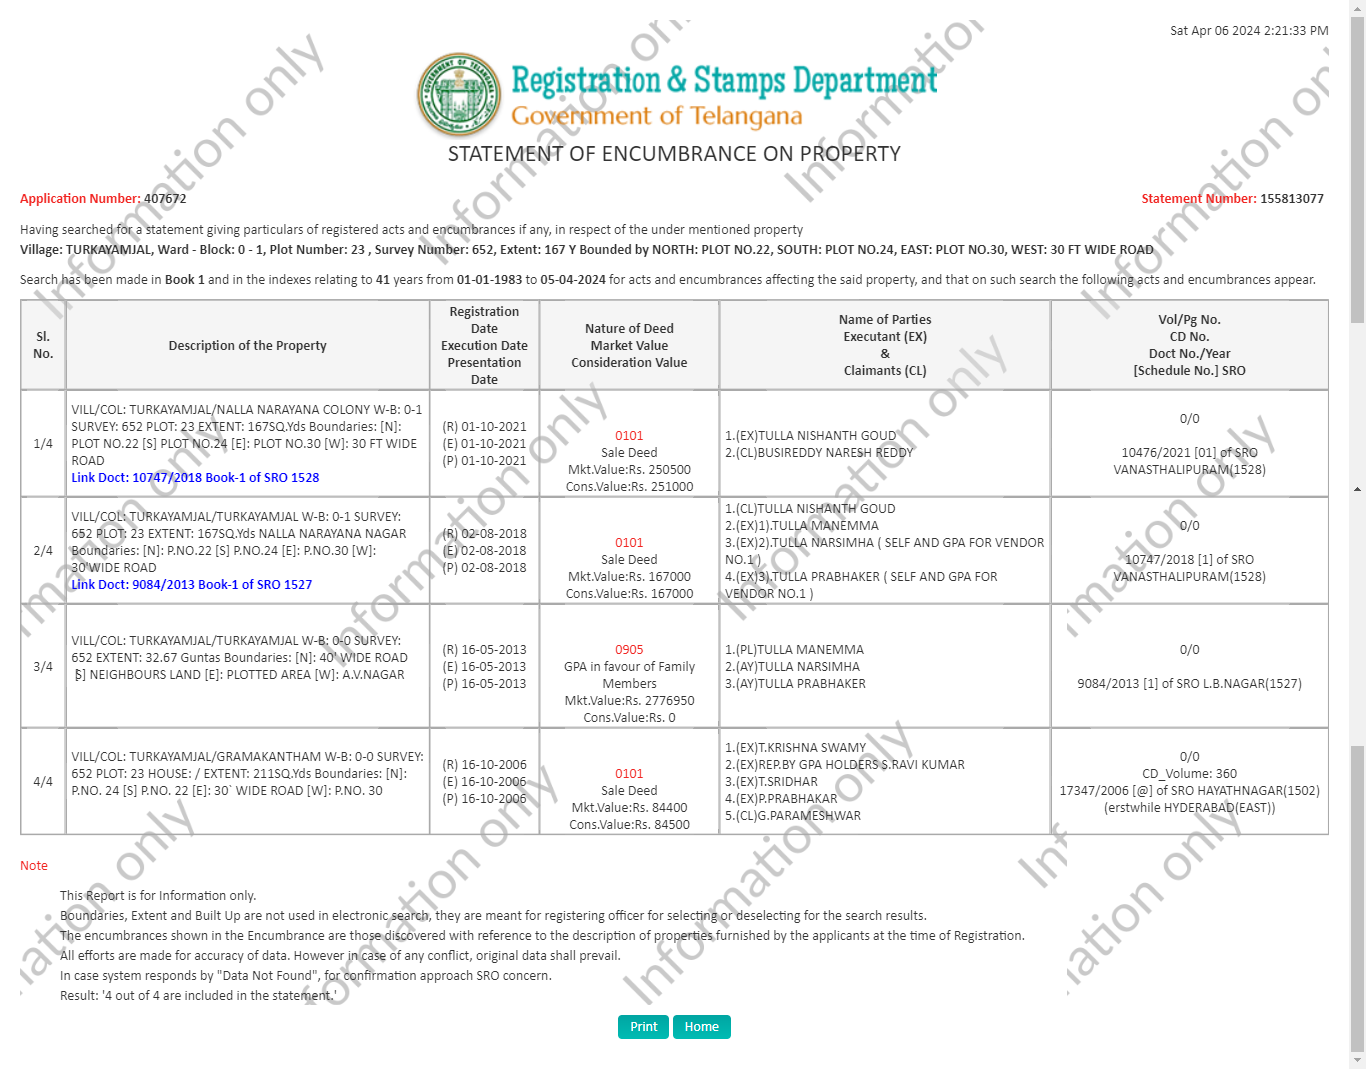 Sat Apr 06 2024 2:21:33 PM
Registration & Stamps Department
Government of Telangana
STATEMENT OF ENCUMBRANCE ON PROPERTY
Application Number: 407672
Statement Number: 155813077
Having searched for a statement giving particulars of registered acts and encumbrances if any, in respect of the under mentioned property
Village: TURKAYAMJAL, Ward - Block: 0 - 1, Plot Number: 23 , Survey Number: 652, Extent: 167 Y Bounded by NORTH: PLOT NO.22, SOUTH: PLOT NO.24, EAST: PLOT NO.30, WEST: 30 FT WIDE ROAD
Search has been made in Book 1 and in the indexes relating to 41 years from 01-01-1983 to 05-04-2024 for acts and encumbrances affecting the said property, and that on such search the following acts and encumbrances appear.
Sl.
No.
Description of the Property
Registration
Date
Execution Date
Presentation
Date
Nature of Deed
Market Value
Consideration Value
Name of Parties
Executant (EX)
&
Claimants (CL)
Vol/Pg No.
CD No.
Doct No./Year
[Schedule No.] SRO
1/4
VILL/COL: TURKAYAMJAL/NALLA NARAYANA COLONY W-B: 0-1
SURVEY: 652 PLOT: 23 EXTENT: 167SQ.Yds Boundaries: [N]:
PLOT NO.22 [S] PLOT NO.24 [E]: PLOT NO.30 [W]: 30 FT WIDE
ROAD
Link Doct: 10747/2018 Book-1 of SRO 1528
(R) 01-10-2021
(E) 01-10-2021
(P) 01-10-2021
0101
Sale Deed
Mkt.Value:Rs. 250500
Cons.Value:Rs. 251000
1.(EX)TULLA NISHANTH GOUD
2.(CL)BUSIREDDY NARESH REDDY
0/0
10476/2021 [01] of SRO
VANASTHALIPURAM(1528)
2/4
VILL/COL: TURKAYAMJAL/TURKAYAMJAL W-B: 0-1 SURVEY:
652 PLOT: 23 EXTENT: 167SQ.Yds NALLA NARAYANA NAGAR
Boundaries: [N]: P.NO.22 [S] P.NO.24 [E]: P.NO.30 [W]:
30'WIDE ROAD
Link Doct: 9084/2013 Book-1 of SRO 1527
(R) 02-08-2018
(E) 02-08-2018
(P) 02-08-2018
0101
Sale Deed
Mkt.Value:Rs. 167000
Cons.Value:Rs. 167000
1.(CL)TULLA NISHANTH GOUD
2.(EX)1).TULLA MANEMMA
3.(EX)2).TULLA NARSIMHA ( SELF AND GPA FOR VENDOR
NO.1 )
4.(EX)3).TULLA PRABHAKER ( SELF AND GPA FOR
VENDOR NO.1 )
0/0
10747/2018 [1] of SRO
VANASTHALIPURAM(1528)
3/4
VILL/COL: TURKAYAMJAL/TURKAYAMJAL W-B: 0-0 SURVEY:
652 EXTENT: 32.67 Guntas Boundaries: [N]: 40' WIDE ROAD
[S] NEIGHBOURS LAND [E]: PLOTTED AREA [W]: A.V.NAGAR
(R) 16-05-2013
(E) 16-05-2013
(P) 16-05-2013
0905
GPA in favour of Family
Members
Mkt.Value:Rs. 2776950
Cons.Value:Rs. 0
1.(PL)TULLA MANEMMA
2.(AY)TULLA NARSIMHA
3.(AY)TULLA PRABHAKER
0/0
9084/2013 [1] of SRO L.B.NAGAR(1527)
4/4
VILL/COL: TURKAYAMJAL/GRAMAKANTHAM W-B: 0-0 SURVEY:
652 PLOT: 23 HOUSE: / EXTENT: 211SQ.Yds Boundaries: [N]:
P.NO. 24 [S] P.NO. 22 [E]: 30` WIDE ROAD [W]: P.NO. 30
(R) 16-10-2006
(E) 16-10-2006
(P) 16-10-2006
0101
Sale Deed
Mkt.Value:Rs. 84400
Cons.Value:Rs. 84500
1.(EX)T.KRISHNA SWAMY
2.(EX)REP.BY GPA HOLDERS S.RAVI KUMAR
3.(EX)T.SRIDHAR
4.(EX)P.PRABHAKAR
5.(CL)G.PARAMESHWAR
0/0
CD_Volume: 360
17347/2006 [@] of SRO HAYATHNAGAR(1502)
(erstwhile HYDERABAD(EAST))
Note
This Report is for Information only.
Boundaries, Extent and Built Up are not used in electronic search, they are meant for registering officer for selecting or deselecting for the search results.
The encumbrances shown in the Encumbrance are those discovered with reference to the description of properties furnished by the applicants at the time of Registration.
All efforts are made for accuracy of data. However in case of any conflict, original data shall prevail.
In case system responds by "Data Not Found", for confirmation approach SRO concern.
Result: '4 out of 4 are included in the statement.'
Print
Home
Information only